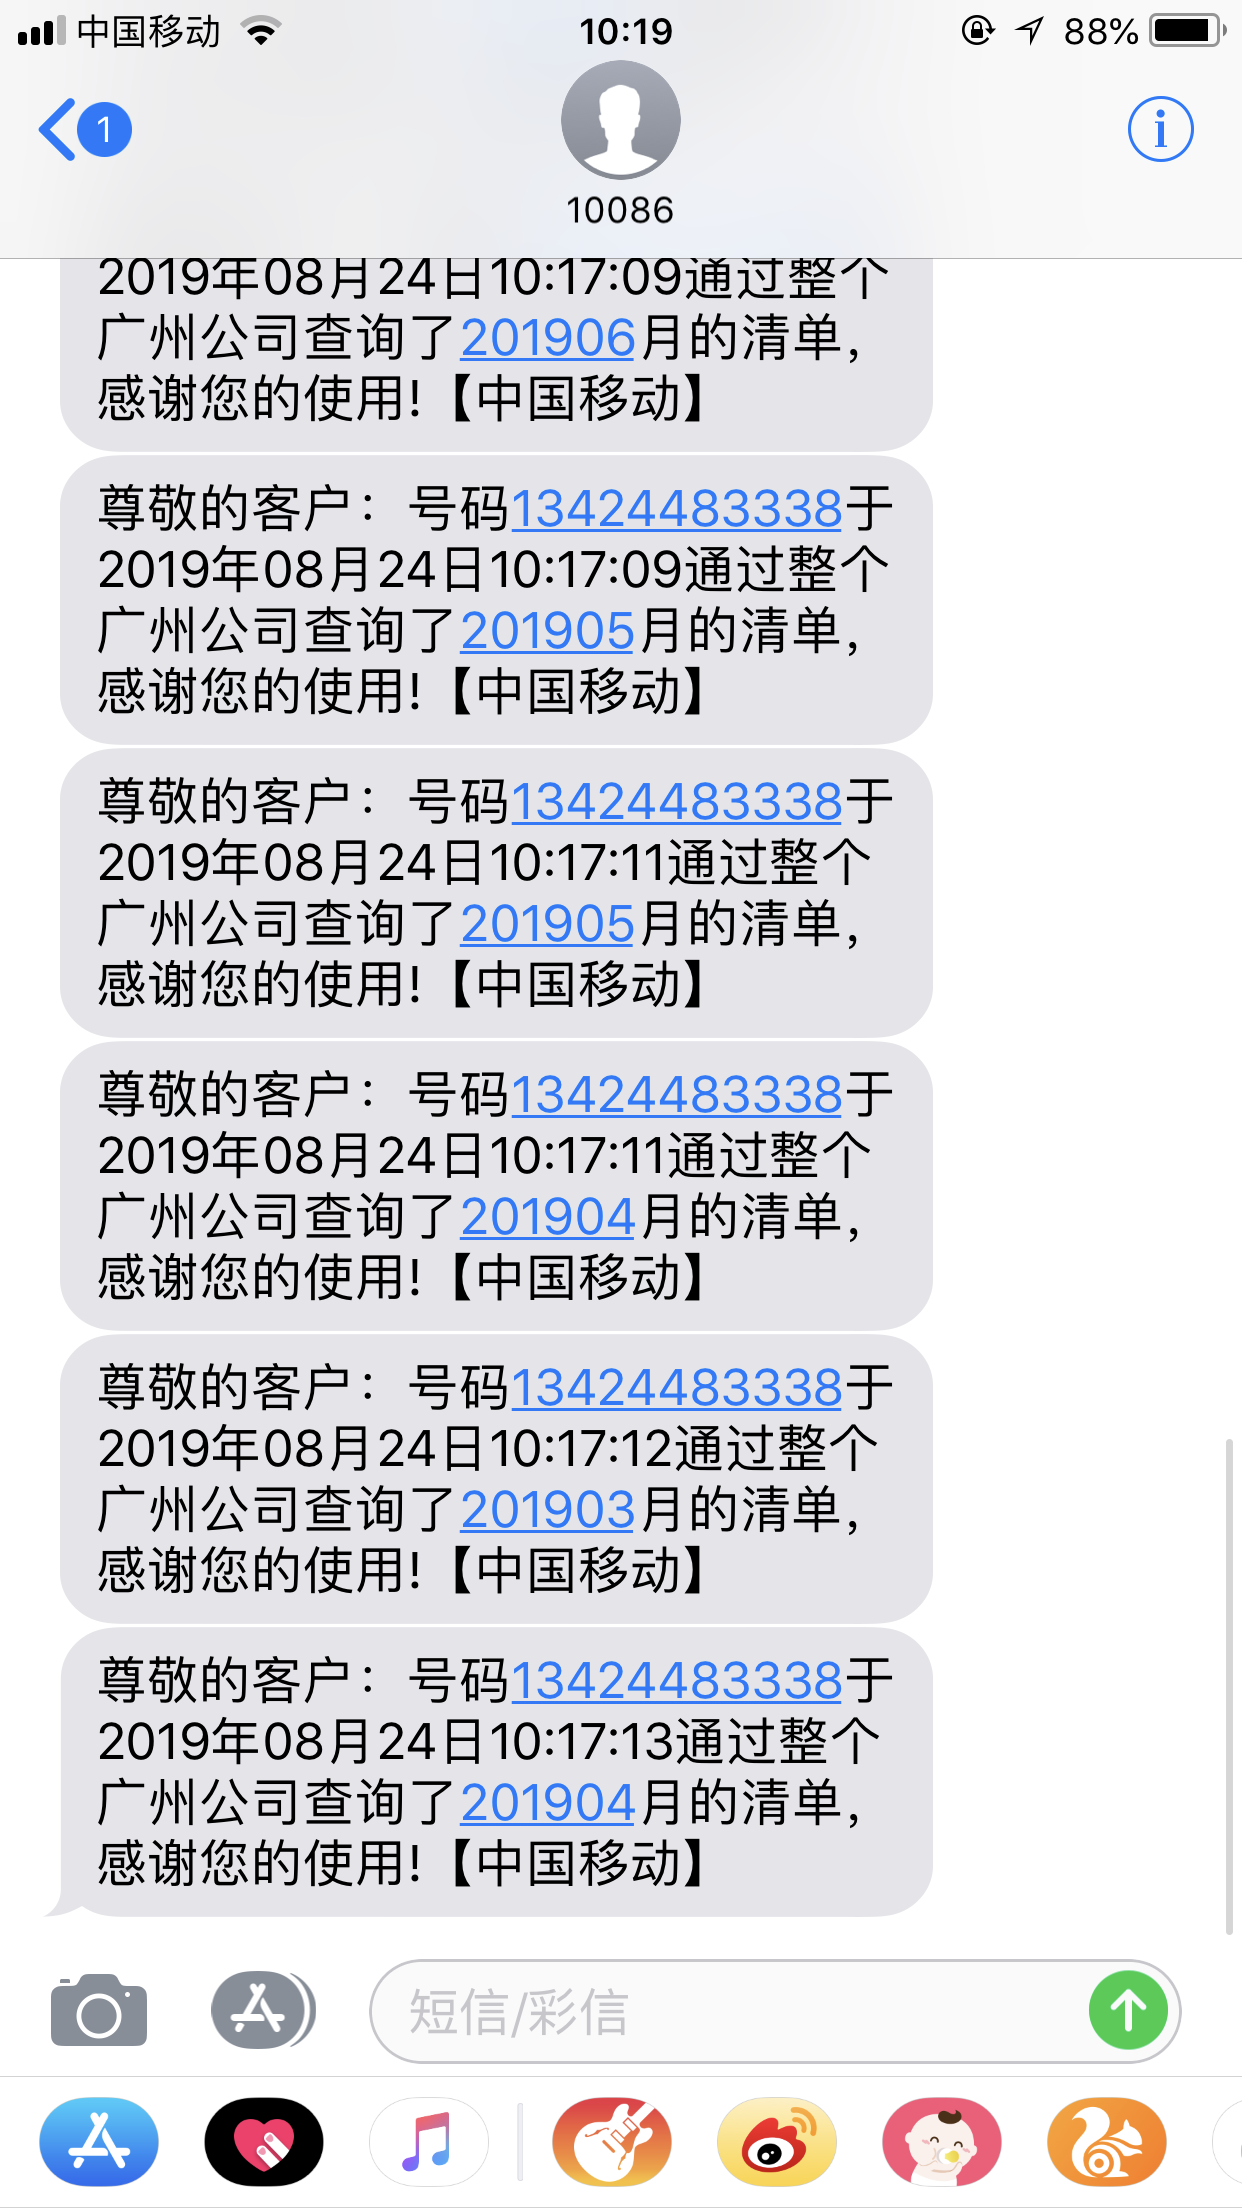 中国移动
10:19
88%
1
10086
2019年08月24日10:17:09通过整个
广州公司查询了201906月的清单，
感谢您的使用!【中国移动】
尊敬的客户：号码13424483338于
2019年08月24日10:17:09通过整个
广州公司查询了201905月的清单，
感谢您的使用!【中国移动】
尊敬的客户：号码13424483338于
2019年08月24日10:17:11通过整个
广州公司查询了201905月的清单，
感谢您的使用!【中国移动】
尊敬的客户：号码13424483338于
2019年08月24日10:17:11通过整个
广州公司查询了201904月的清单，
感谢您的使用!【中国移动】
尊敬的客户：号码13424483338于
2019年08月24日10:17:12通过整个
广州公司查询了201903月的清单，
感谢您的使用!【中国移动】
尊敬的客户：号码13424483338于
2019年08月24日10:17:13通过整个
广州公司查询了201904月的清单，
感谢您的使用!【中国移动】
短信/彩信